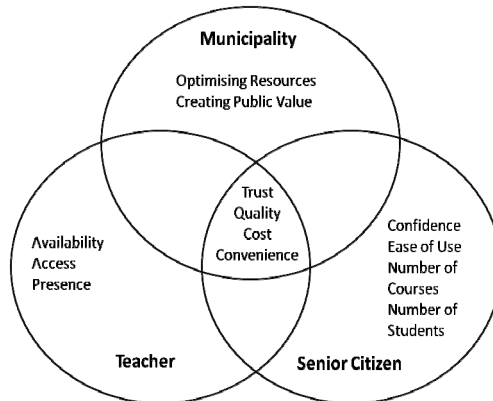 Municipality
Optimising Resources
Creating Public Value
Trust
Quality
Cost
Convenience
Availability
Access
Presence
Confidence
Ease of Use
Number of
Courses
Number of
Students
Teacher
Senior Citizen